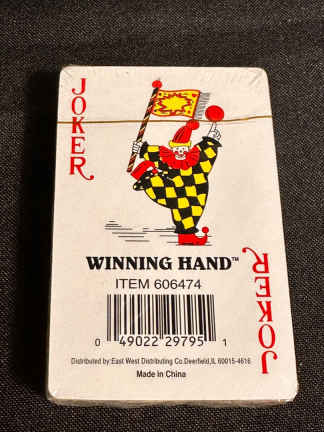 JOKER
WINNING HAND™
ITEM 606474
0 49022 29795 1
Distributed by: East West Distributing Co. Deerfield, IL 60015-4616
Made in China
JOKER